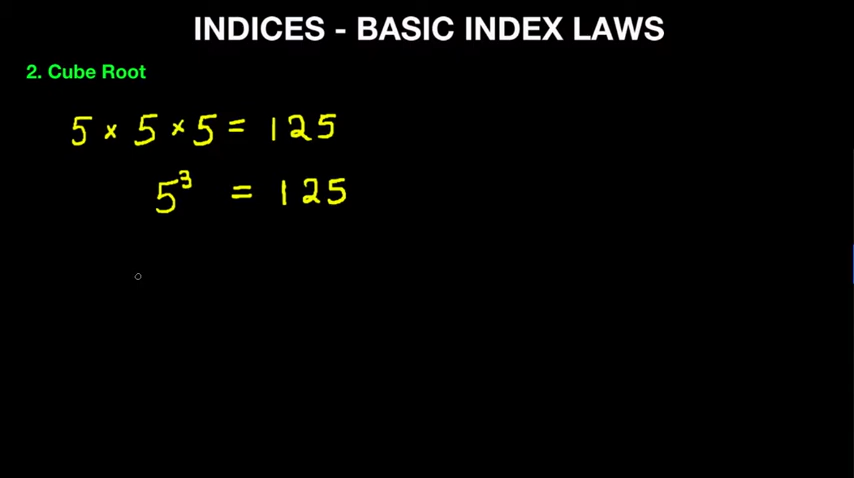 INDICES - BASIC INDEX LAWS
2. Cube Root
5 × 5 × 5 = 125
5³ = 125